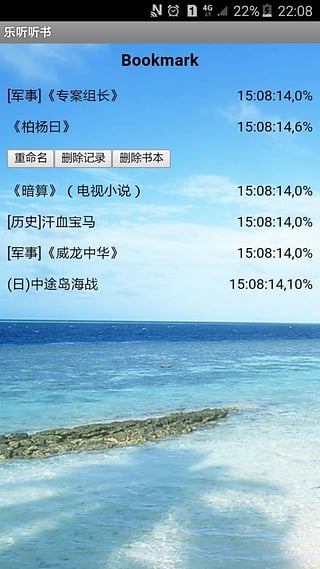 4G 1 22% 22:08
乐听听书
Bookmark
[军事]《专案组长》 15:08:14,0%
《柏杨曰》 15:08:14,6%
重命名 删除记录 删除书本
《暗算》（电视小说） 15:08:14,0%
[历史]汗血宝马 15:08:14,0%
[军事]《威龙中华》 15:08:14,0%
(日)中途岛海战 15:08:14,10%